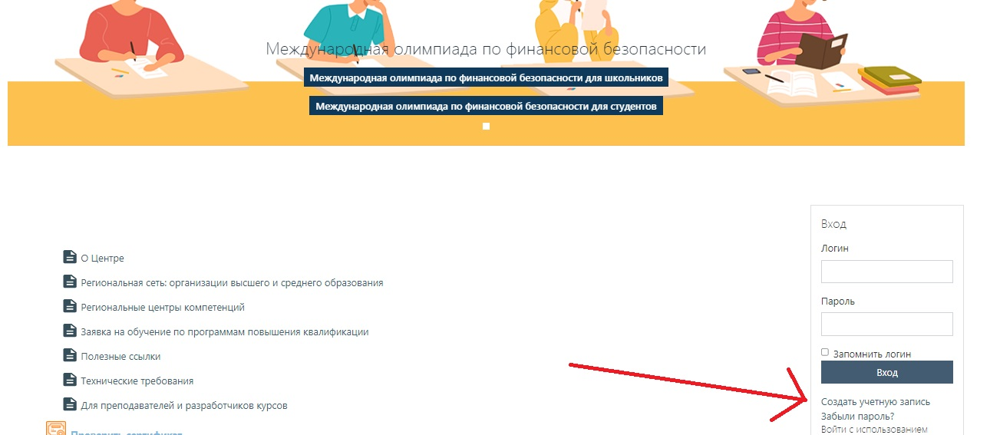 Международная олимпиада по финансовой безопасности
Международная олимпиада по финансовой безопасности для школьников
Международная олимпиада по финансовой безопасности для студентов
О Центре
Региональная сеть: организации высшего и среднего образования
Региональные центры компетенций
Заявка на обучение по программам повышения квалификации
Полезные ссылки
Технические требования
Для преподавателей и разработчиков курсов
Проверить сертификат
Вход
Логин
Пароль
Запомнить логин
Вход
Создать учетную запись
Забыли пароль?
Войти с использованием